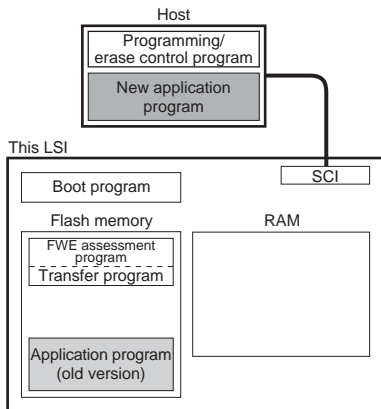 Host
Programming/
erase control program
New application
program
This LSI
SCI
Boot program
Flash memory
RAM
FWE assessment
program
Transfer program
Application program
(old version)